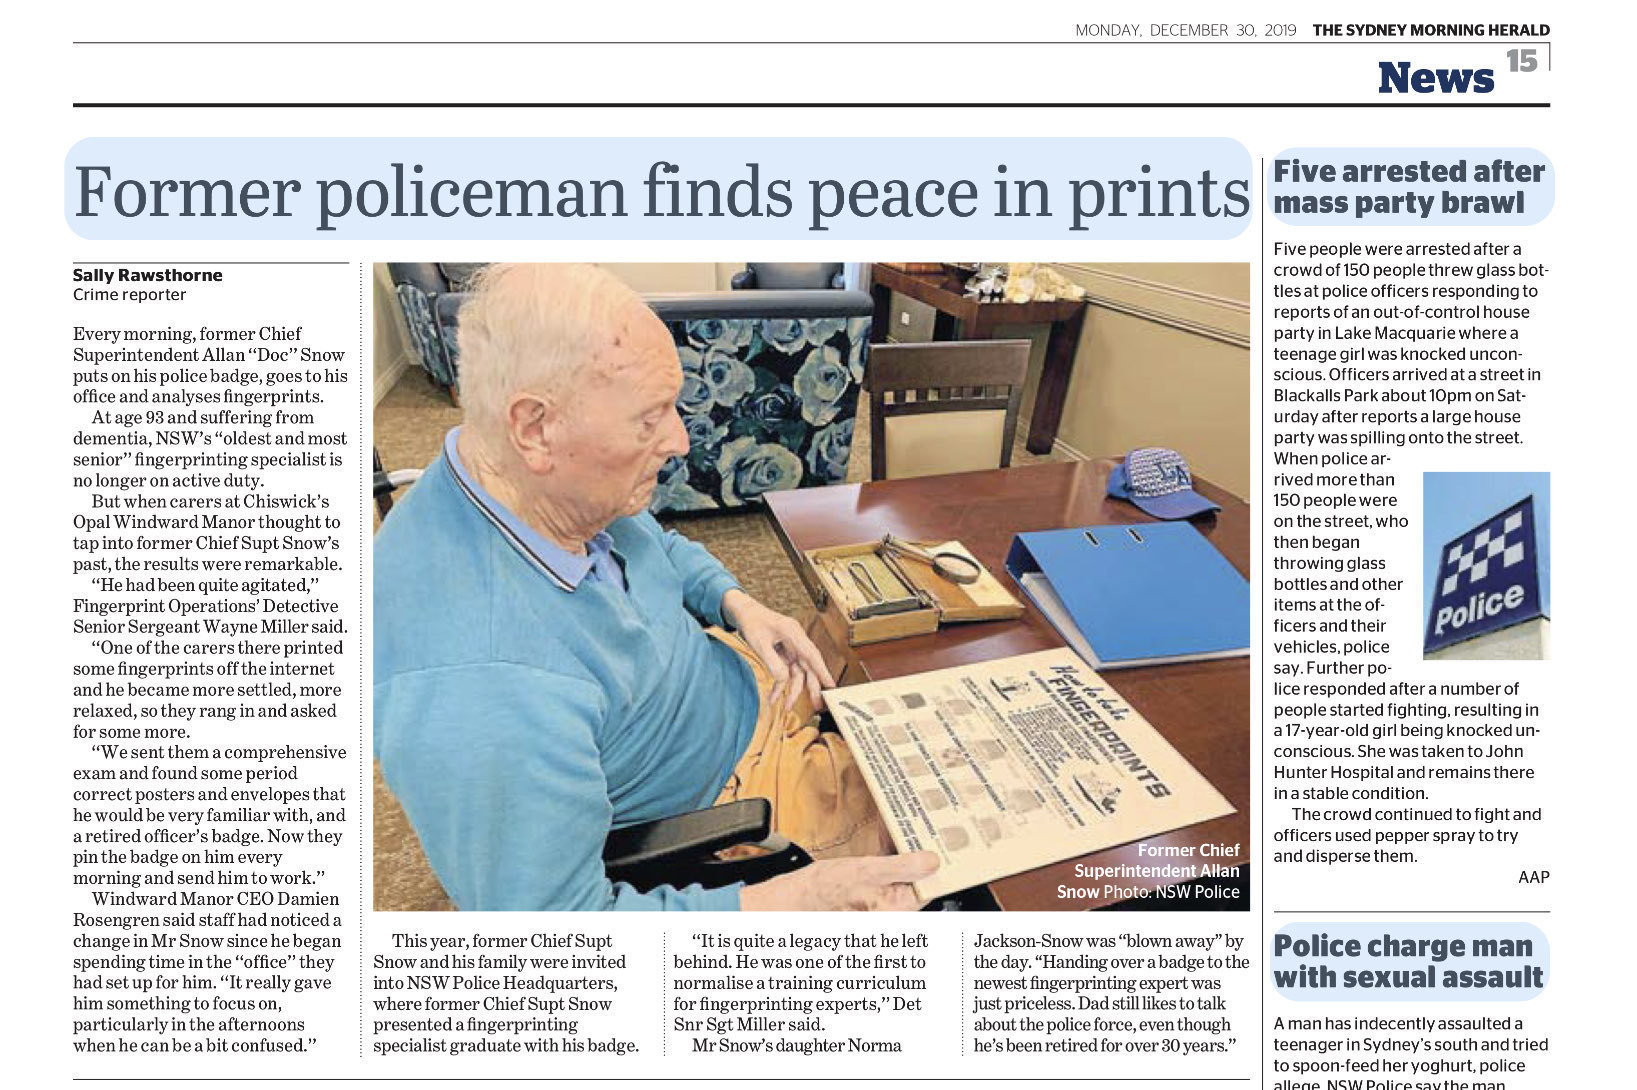 MONDAY, DECEMBER 30, 2019 THE SYDNEY MORNING HERALD
News 15
Former policeman finds peace in prints
Sally Rawsthorne
Crime reporter
Every morning, former Chief
Superintendent Allan “Doc” Snow
puts on his police badge, goes to his
office and analyses fingerprints.
At age 93 and suffering from
dementia, NSW’s “oldest and most
senior” fingerprinting specialist is
no longer on active duty.
But when carers at Chiswick’s
Opal Windward Manor thought to
tap into former Chief Supt Snow’s
past, the results were remarkable.
“He had been quite agitated,”
Fingerprint Operations’ Detective
Senior Sergeant Wayne Miller said.
“One of the carers there printed
some fingerprints off the internet
and he became more settled, more
relaxed, so they rang in and asked
for some more.
“We sent them a comprehensive
exam and found some period
correct posters and envelopes that
he would be very familiar with, and
a retired officer’s badge. Now they
pin the badge on him every
morning and send him to work.”
Windward Manor CEO Damien
Rosengren said staff had noticed a
change in Mr Snow since he began
spending time in the “office” they
had set up for him. “It really gave
him something to focus on,
particularly in the afternoons
when he can be a bit confused.”
LA
How to take
FINGERPRINTS
Former Chief
Superintendent Allan
Snow Photo: NSW Police
This year, former Chief Supt
Snow and his family were invited
into NSW Police Headquarters,
where former Chief Supt Snow
presented a fingerprinting
specialist graduate with his badge.
“It is quite a legacy that he left
behind. He was one of the first to
normalise a training curriculum
for fingerprinting experts,” Det
Snr Sgt Miller said.
Mr Snow’s daughter Norma
Jackson-Snow was “blown away” by
the day. “Handing over a badge to the
newest fingerprinting expert was
just priceless. Dad still likes to talk
about the police force, even though
he’s been retired for over 30 years.”
Five arrested after
mass party brawl
Five people were arrested after a
crowd of 150 people threw glass bot-
tles at police officers responding to
reports of an out-of-control house
party in Lake Macquarie where a
teenage girl was knocked uncon-
scious. Officers arrived at a street in
Blackalls Park about 10pm on Sat-
urday after reports a large house
party was spilling onto the street.
When police ar-
rived more than
150 people were
on the street, who
then began
throwing glass
bottles and other
items at the of-
ficers and their
vehicles, police
say. Further po-
lice responded after a number of
people started fighting, resulting in
a 17-year-old girl being knocked un-
conscious. She was taken to John
Hunter Hospital and remains there
in a stable condition.
The crowd continued to fight and
officers used pepper spray to try
and disperse them.
AAP
Police
Police charge man
with sexual assault
A man has indecently assaulted a
teenager in Sydney’s south and tried
to spoon-feed her yoghurt, police
allege. NSW Police say the man